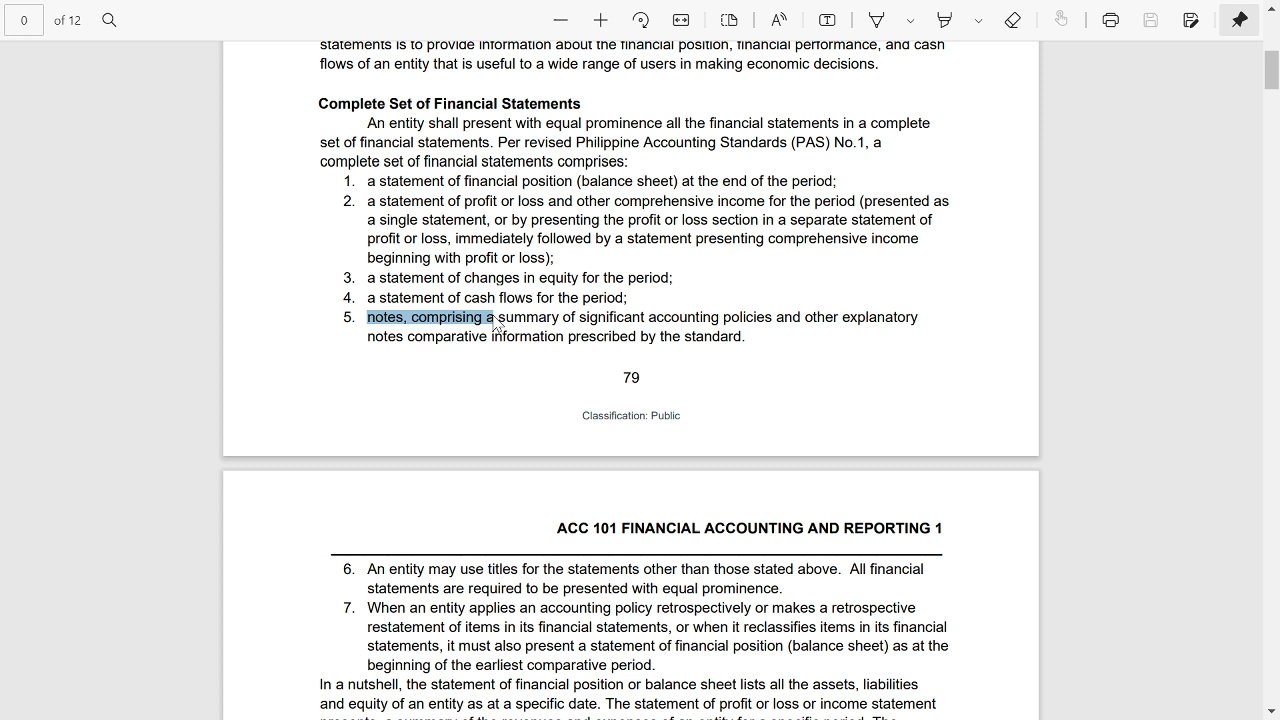 0 of 12
statements is to provide information about the financial position, financial performance, and cash
flows of an entity that is useful to a wide range of users in making economic decisions.
Complete Set of Financial Statements
An entity shall present with equal prominence all the financial statements in a complete
set of financial statements. Per revised Philippine Accounting Standards (PAS) No.1, a
complete set of financial statements comprises:
1. a statement of financial position (balance sheet) at the end of the period;
2. a statement of profit or loss and other comprehensive income for the period (presented as
a single statement, or by presenting the profit or loss section in a separate statement of
profit or loss, immediately followed by a statement presenting comprehensive income
beginning with profit or loss);
3. a statement of changes in equity for the period;
4. a statement of cash flows for the period;
5. notes, comprising a summary of significant accounting policies and other explanatory
notes comparative information prescribed by the standard.
79
Classification: Public
ACC 101 FINANCIAL ACCOUNTING AND REPORTING 1
6. An entity may use titles for the statements other than those stated above. All financial
statements are required to be presented with equal prominence.
7. When an entity applies an accounting policy retrospectively or makes a retrospective
restatement of items in its financial statements, or when it reclassifies items in its financial
statements, it must also present a statement of financial position (balance sheet) as at the
beginning of the earliest comparative period.
In a nutshell, the statement of financial position or balance sheet lists all the assets, liabilities
and equity of an entity as at a specific date. The statement of profit or loss or income statement
presents a summary of the revenues and expenses of an entity for a specific period. The